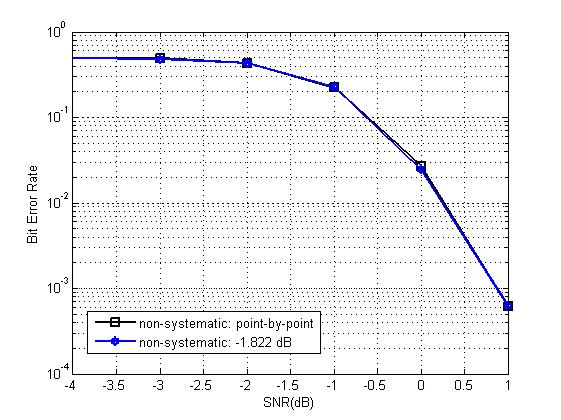 10^0
10^-1
10^-2
10^-3
10^-4
Bit Error Rate
non-systematic: point-by-point
non-systematic: -1.822 dB
-4 -3.5 -3 -2.5 -2 -1.5 -1 -0.5 0 0.5 1
SNR(dB)